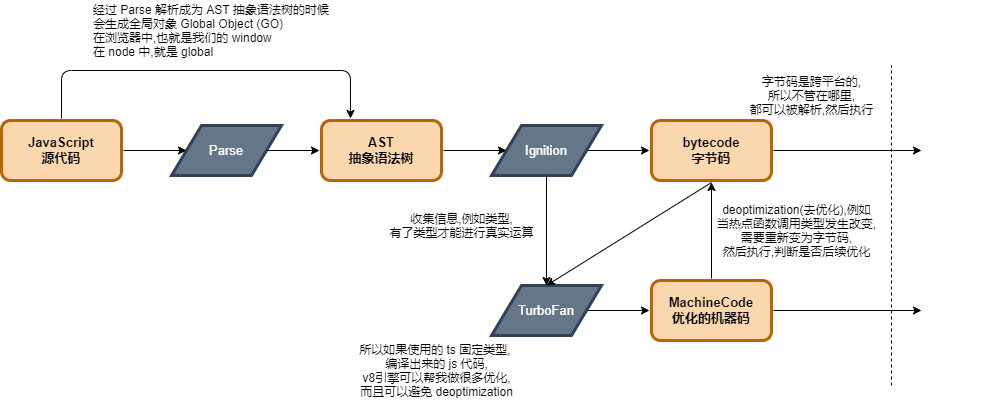 经过 Parse 解析成为 AST 抽象语法树的时候
会生成全局对象 Global Object (GO)
在浏览器中,也就是我们的 window
在 node 中,就是 global
字节码是跨平台的,
所以不管在哪里,
都可以被解析,然后执行
JavaScript
源代码
Parse
AST
抽象语法树
Ignition
bytecode
字节码
收集信息,例如类型,
有了类型才能进行真实运算
deoptimization(去优化),例如
当热点函数调用类型发生改变,
需要重新变为字节码,
然后执行,判断是否后续优化
TurboFan
MachineCode
优化的机器码
所以如果使用的 ts 固定类型,
编译出来的 js 代码,
v8引擎可以帮我做很多优化,
而且可以避免 deoptimization